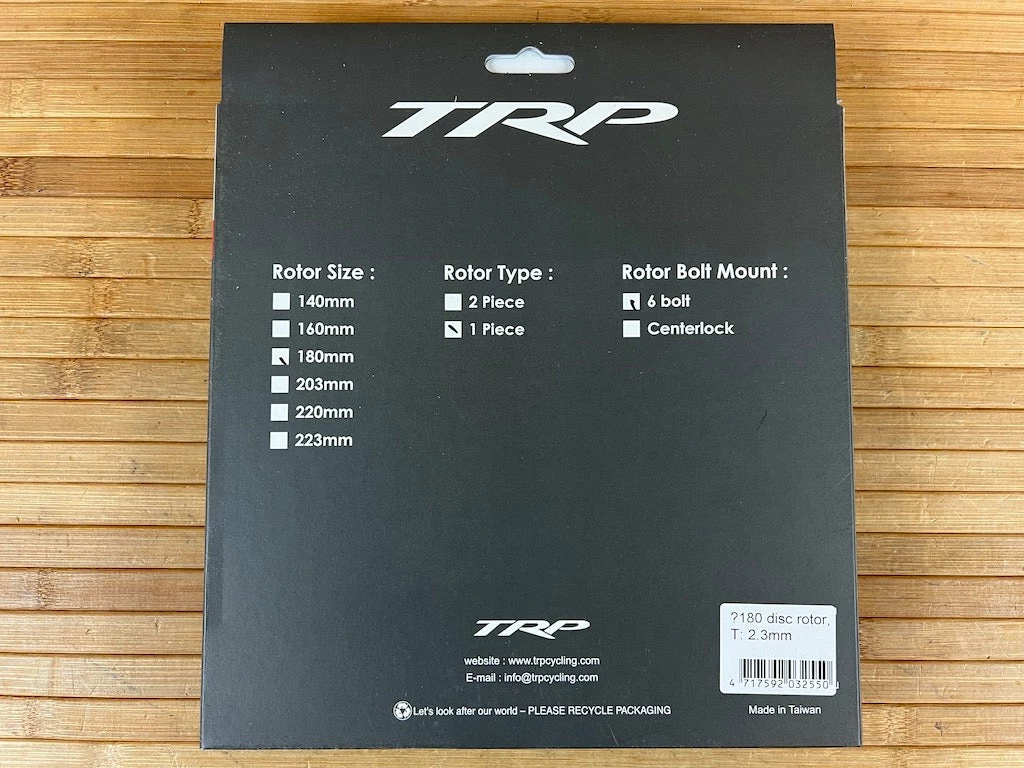 TRP
Rotor Size :
140mm
160mm
180mm
203mm
220mm
223mm
Rotor Type :
2 Piece
1 Piece
Rotor Bolt Mount :
6 bolt
Centerlock
TRP
website : www.trpcycling.com
E-mail : info@trpcycling.com
Let's look after our world – PLEASE RECYCLE PACKAGING
?180 disc rotor,
T: 2.3mm
4 717592 032550
Made in Taiwan